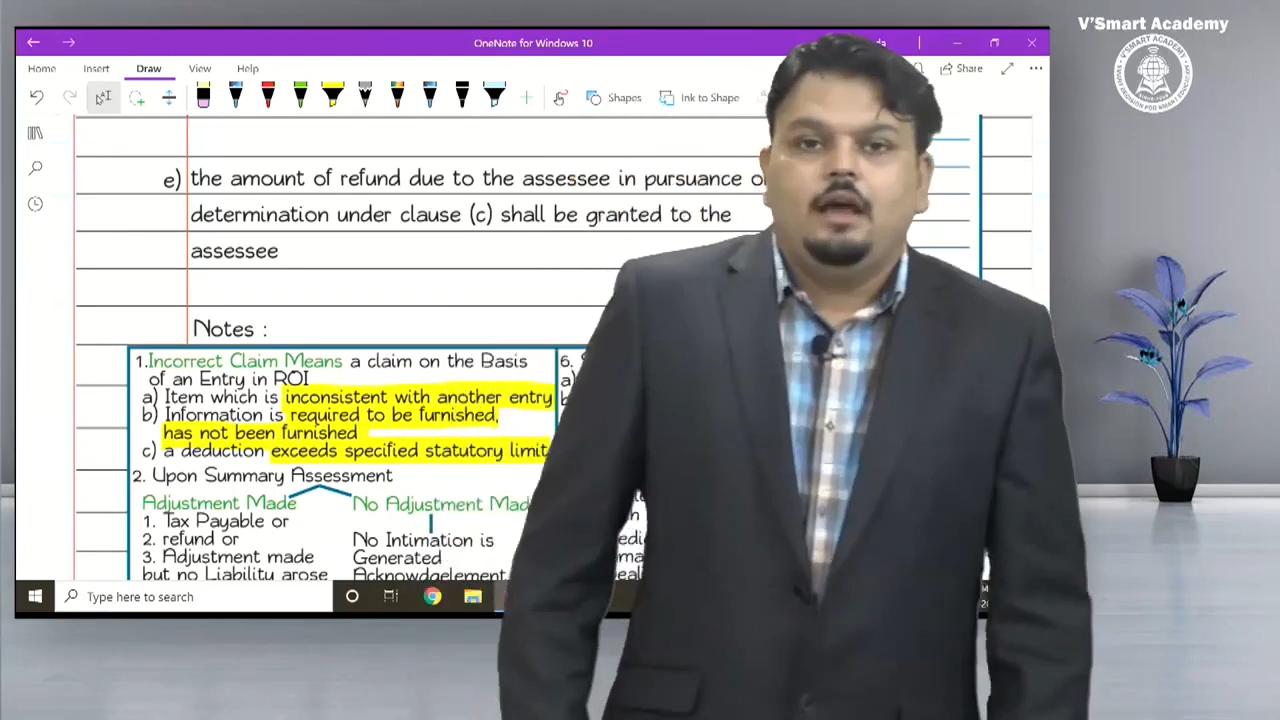 V'Smart Academy
OneNote for Windows 10
Home Insert Draw View Help
Share
Shapes Ink to Shape
e) the amount of refund due to the assessee in pursuance
determination under clause (c) shall be granted to the
assessee
Notes :
1.Incorrect Claim Means a claim on the Basis
of an Entry in ROI
a) Item which is inconsistent with another entry
b) Information is required to be furnished,
has not been furnished
c) a deduction exceeds specified statutory limit
2. Upon Summary Assessment
Adjustment Made No Adjustment Mad
1. Tax Payable or
2. refund or
3. Adjustment made
but no Liability arose
No Intimation is
Generated
Acknowdgelement
6.
a)
Type here to search